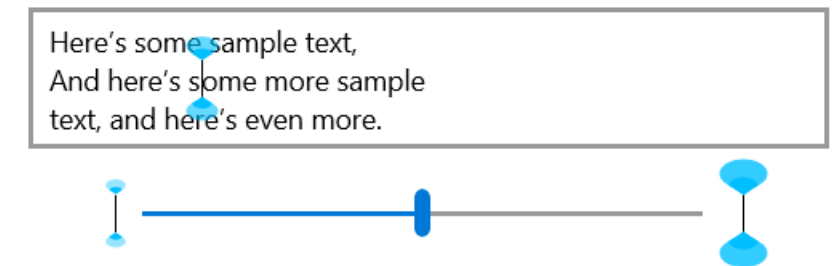 Here's some sample text,
And here's some more sample
text, and here's even more.